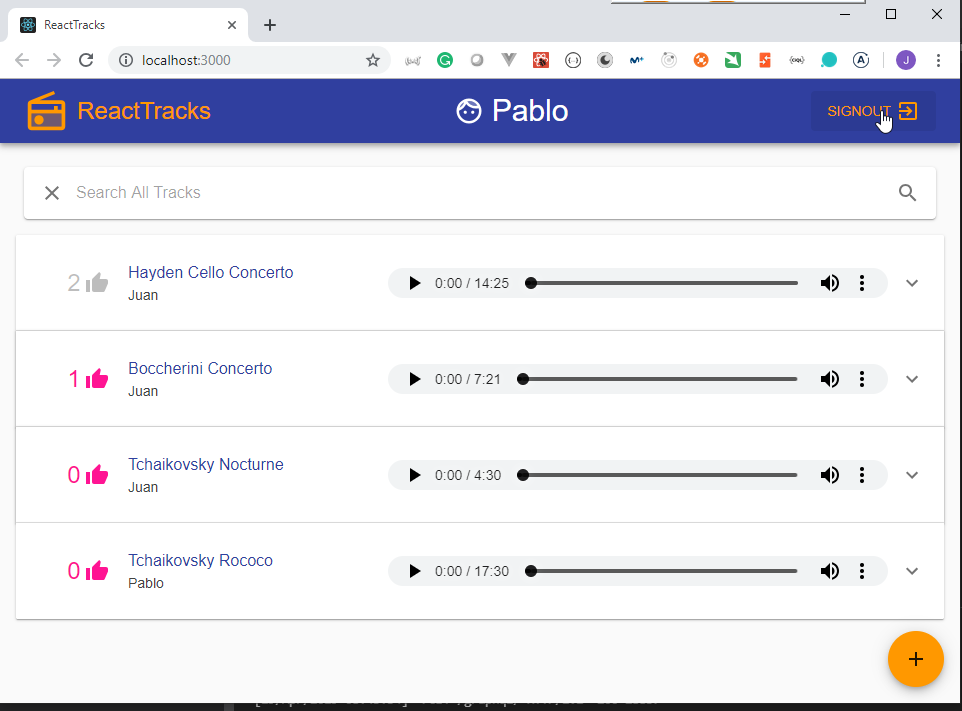 ReactTracks
localhost:3000
J
ReactTracks
Pablo
SIGNOUT
Search All Tracks
2
Hayden Cello Concerto
Juan
0:00 / 14:25
1
Boccherini Concerto
Juan
0:00 / 7:21
0
Tchaikovsky Nocturne
Juan
0:00 / 4:30
0
Tchaikovsky Rococo
Pablo
0:00 / 17:30